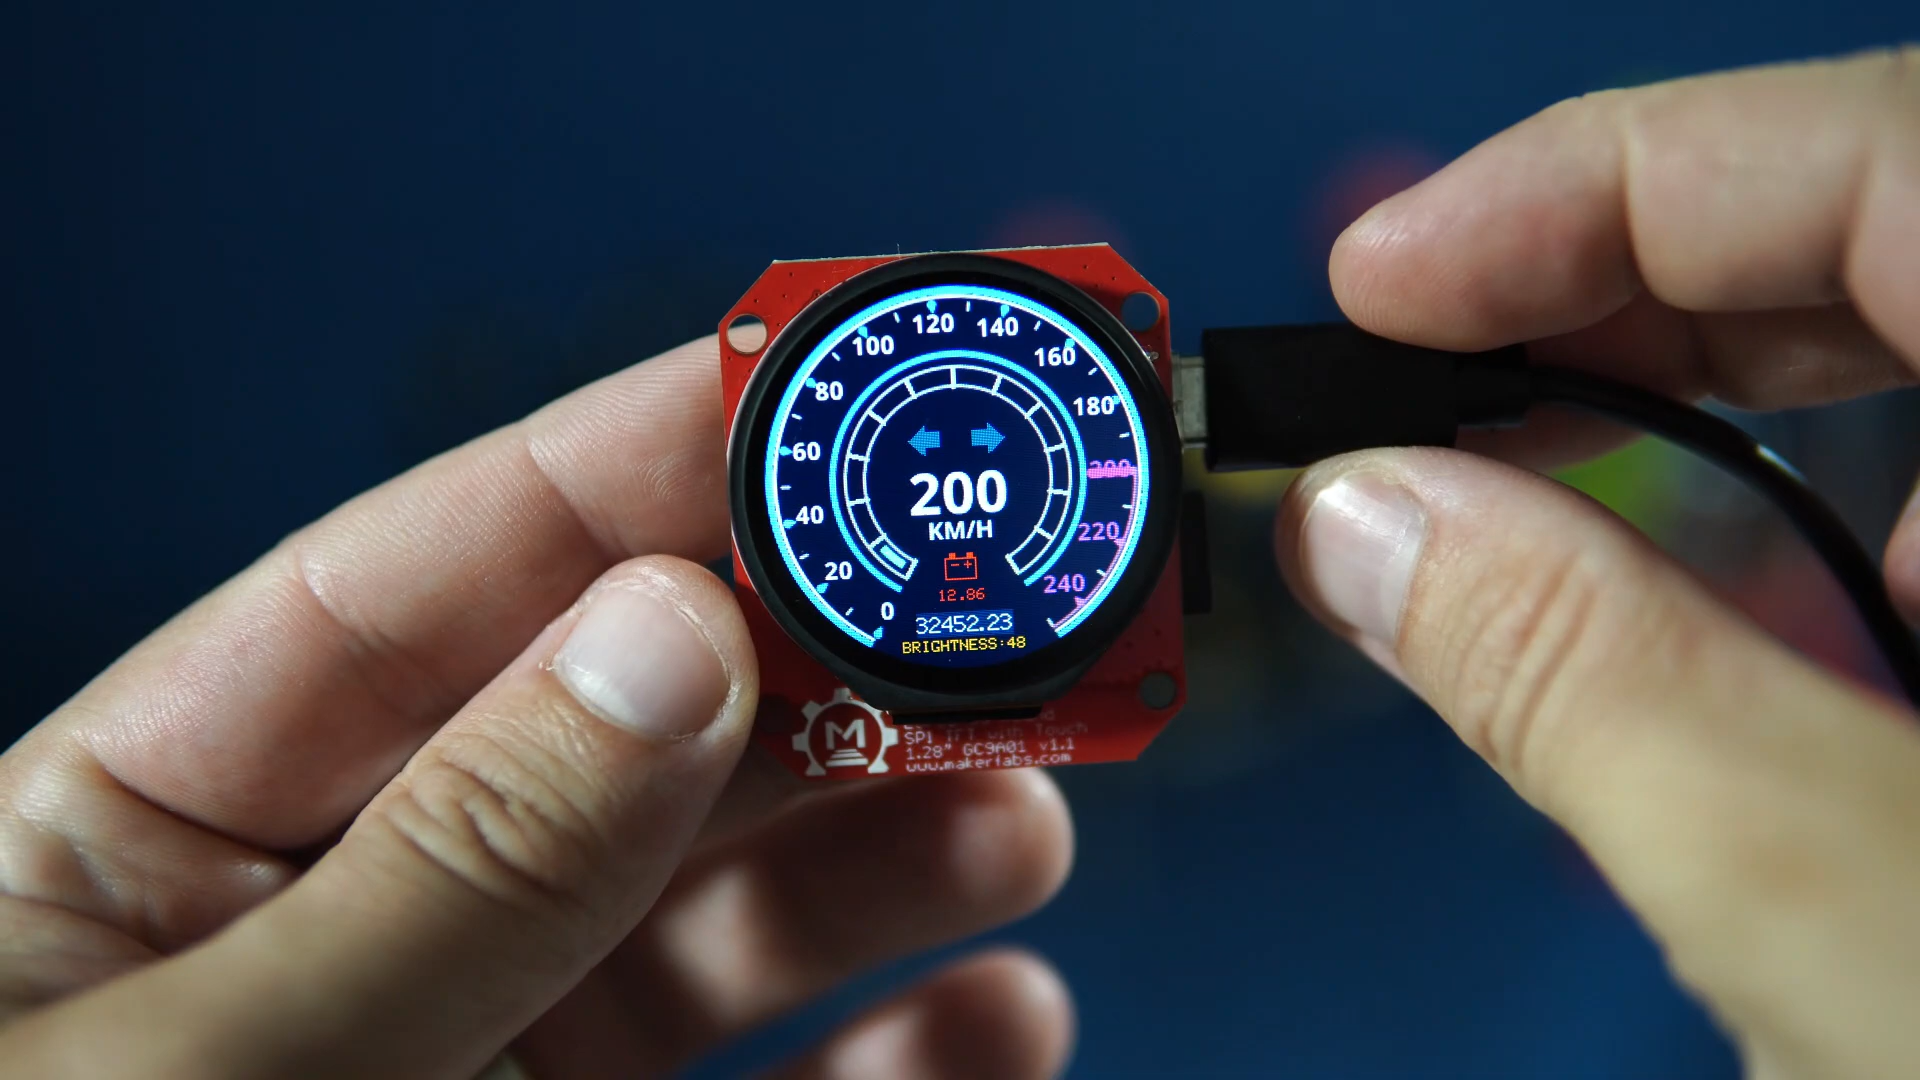 120
140
100
160
80
180
60
200
200
40
220
KM/H
20
240
12.86
0
32452.23
BRIGHTNESS:48
M
SPI TFT with Touch
1.28" GC9A01 v1.1
www.makerfabs.com